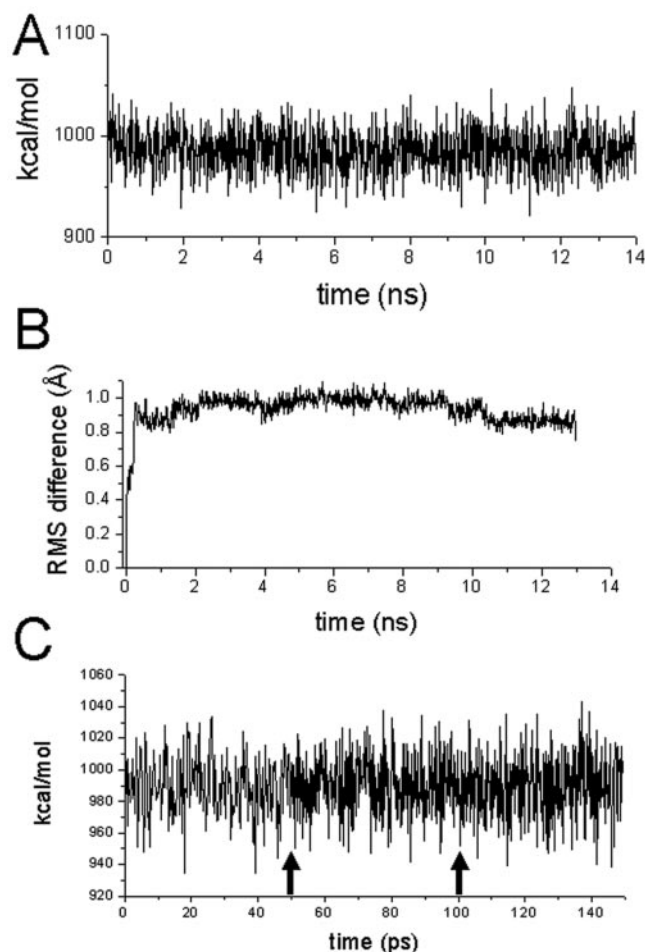 A
kcal/mol
1100
1000
900
0 2 4 6 8 10 12 14
time (ns)
B
RMS difference (Å)
1.0
0.8
0.6
0.4
0.2
0.0
0 2 4 6 8 10 12 14
time (ns)
C
kcal/mol
1060
1040
1020
1000
980
960
940
920
0 20 40 60 80 100 120 140
time (ps)